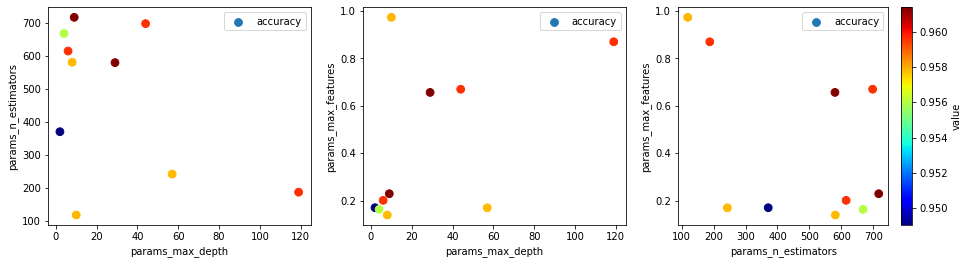 700
600
500
400
300
200
100
params_n_estimators
0 20 40 60 80 100 120
params_max_depth
accuracy
1.0
0.8
0.6
0.4
0.2
params_max_features
0 20 40 60 80 100 120
params_max_depth
accuracy
1.0
0.8
0.6
0.4
0.2
params_max_features
100 200 300 400 500 600 700
params_n_estimators
accuracy
0.960
0.958
0.956
0.954
0.952
0.950
value